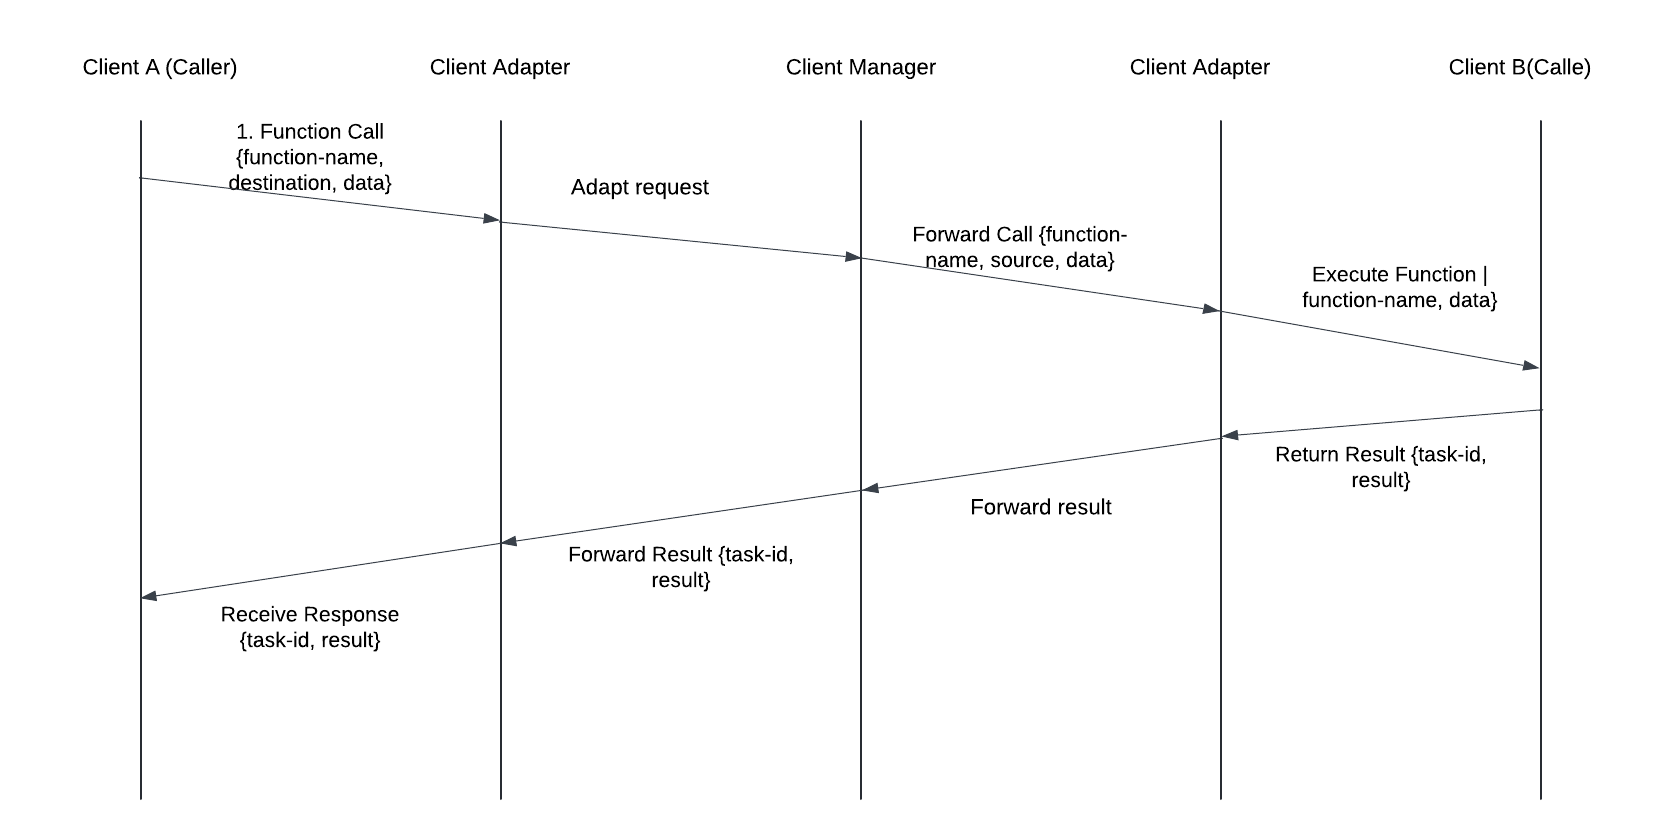 Client A (Caller)
Client Adapter
Client Manager
Client Adapter
Client B(Calle)
1. Function Call
{function-name,
destination, data}
Adapt request
Forward Call {function-
name, source, data}
Execute Function |
function-name, data}
Return Result {task-id,
result}
Forward result
Forward Result {task-id,
result}
Receive Response
{task-id, result}